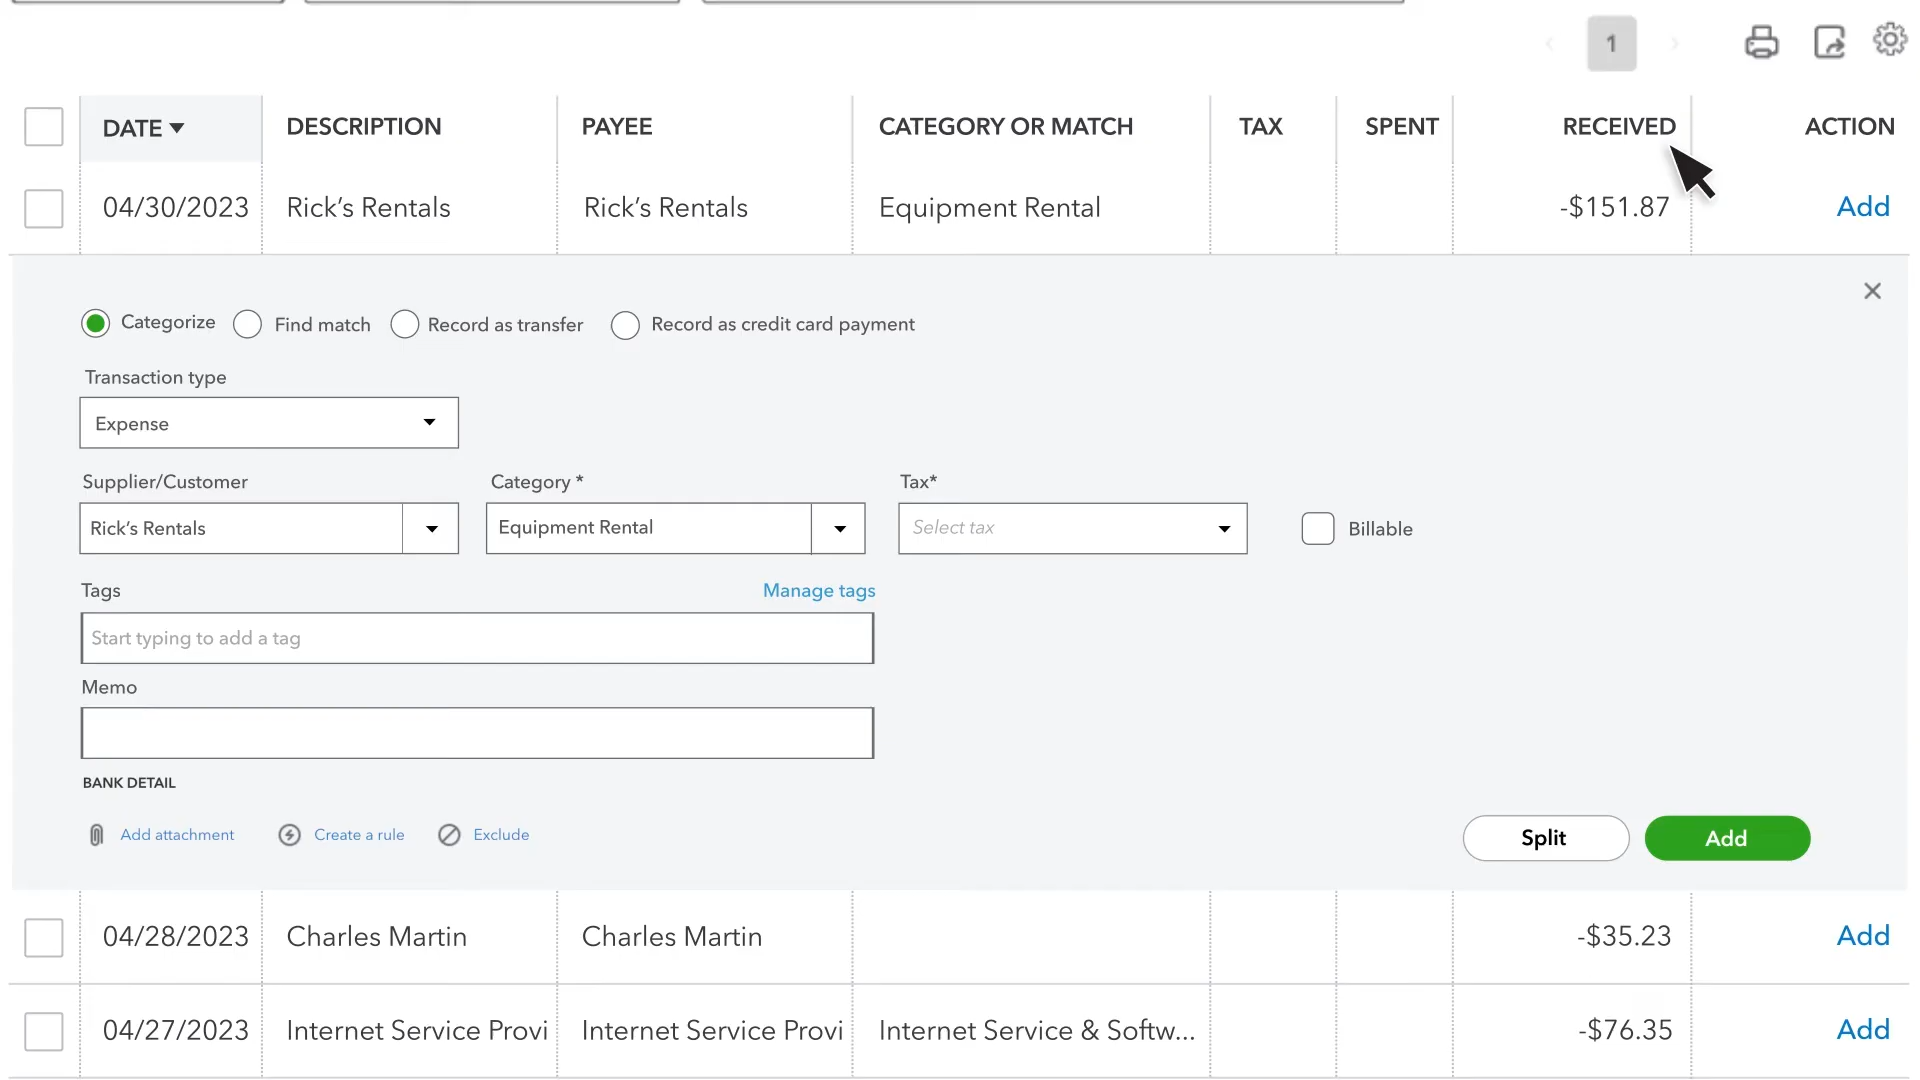 1
DATE DESCRIPTION PAYEE CATEGORY OR MATCH TAX SPENT RECEIVED ACTION
04/30/2023 Rick’s Rentals Rick’s Rentals Equipment Rental -$151.87 Add
Categorize Find match Record as transfer Record as credit card payment
Transaction type
Expense
Supplier/Customer Category * Tax*
Rick’s Rentals Equipment Rental Select tax Billable
Tags Manage tags
Start typing to add a tag
Memo
BANK DETAIL
Add attachment Create a rule Exclude Split Add
04/28/2023 Charles Martin Charles Martin -$35.23 Add
04/27/2023 Internet Service Provi Internet Service Provi Internet Service & Softw... -$76.35 Add